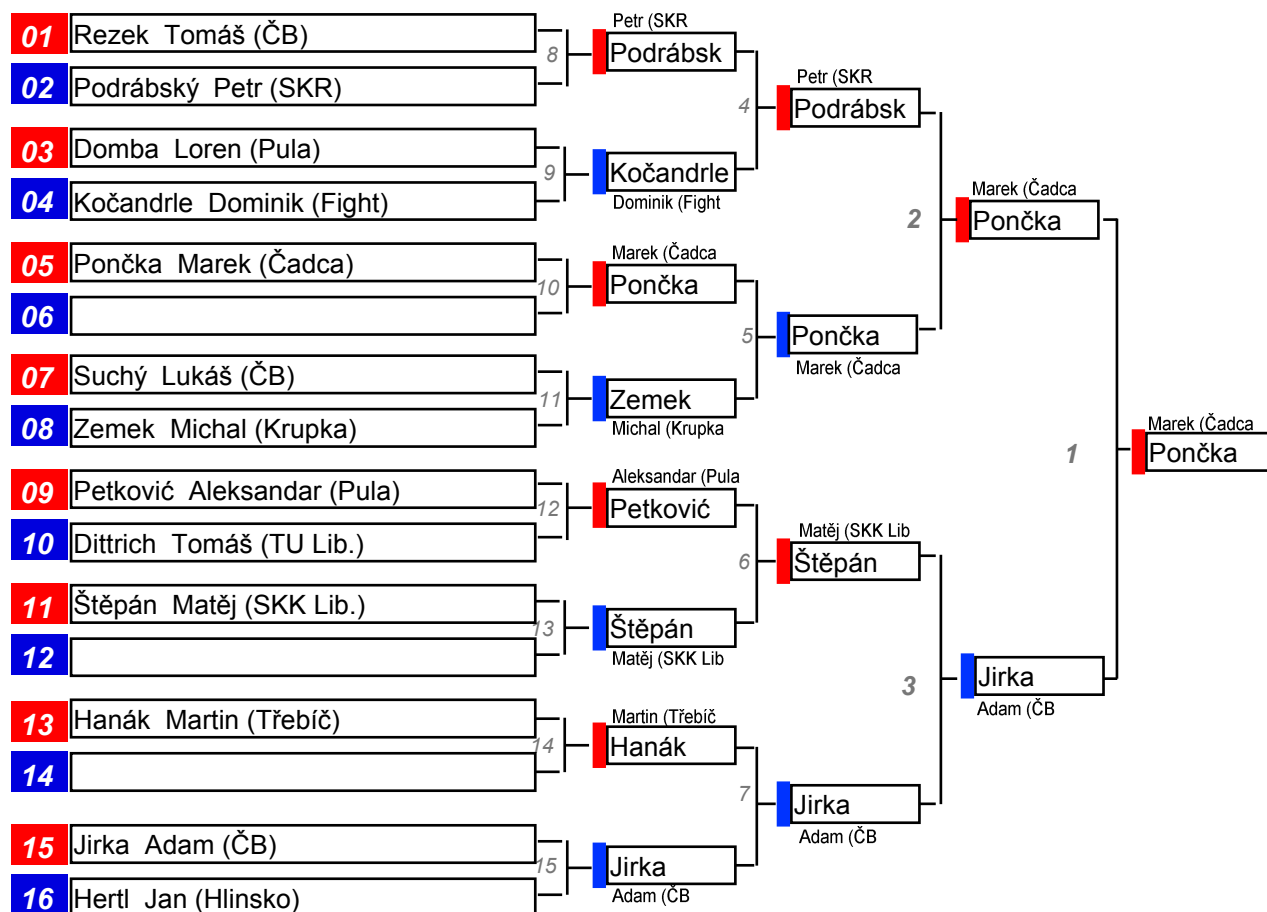 01 Rezek Tomáš (ČB)
02 Podrábský Petr (SKR)
03 Domba Loren (Pula)
04 Kočandrle Dominik (Fight)
05 Pončka Marek (Čadca)
06
07 Suchý Lukáš (ČB)
08 Zemek Michal (Krupka)
09 Petković Aleksandar (Pula)
10 Dittrich Tomáš (TU Lib.)
11 Štěpán Matěj (SKK Lib.)
12
13 Hanák Martin (Třebíč)
14
15 Jirka Adam (ČB)
16 Hertl Jan (Hlinsko)
8
9
10
11
12
13
14
15
Petr (SKR
Podrábsk
Kočandrle
Dominik (Fight
Marek (Čadca
Pončka
Zemek
Michal (Krupka
Aleksandar (Pula
Petković
Štěpán
Matěj (SKK Lib
Martin (Třebíč
Hanák
Jirka
Adam (ČB
4
5
6
7
Petr (SKR
Podrábsk
Pončka
Marek (Čadca
Matěj (SKK Lib
Štěpán
Jirka
Adam (ČB
2
3
Marek (Čadca
Pončka
Jirka
Adam (ČB
1
Marek (Čadca
Pončka